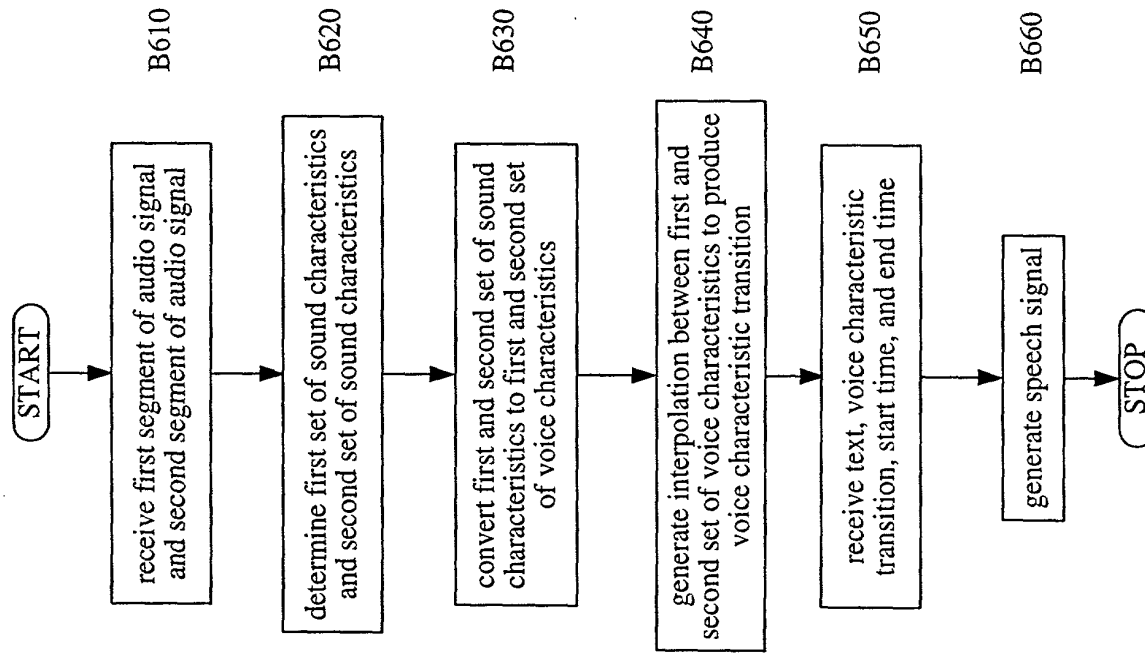 START
receive first segment of audio signal
and second segment of audio signal
B610
determine first set of sound characteristics
and second set of sound characteristics
B620
convert first and second set of sound
characteristics to first and second set
of voice characteristics
B630
generate interpolation between first and
second set of voice characteristics to produce
voice characteristic transition
B640
receive text, voice characteristic
transition, start time, and end time
B650
generate speech signal
B660
STOP